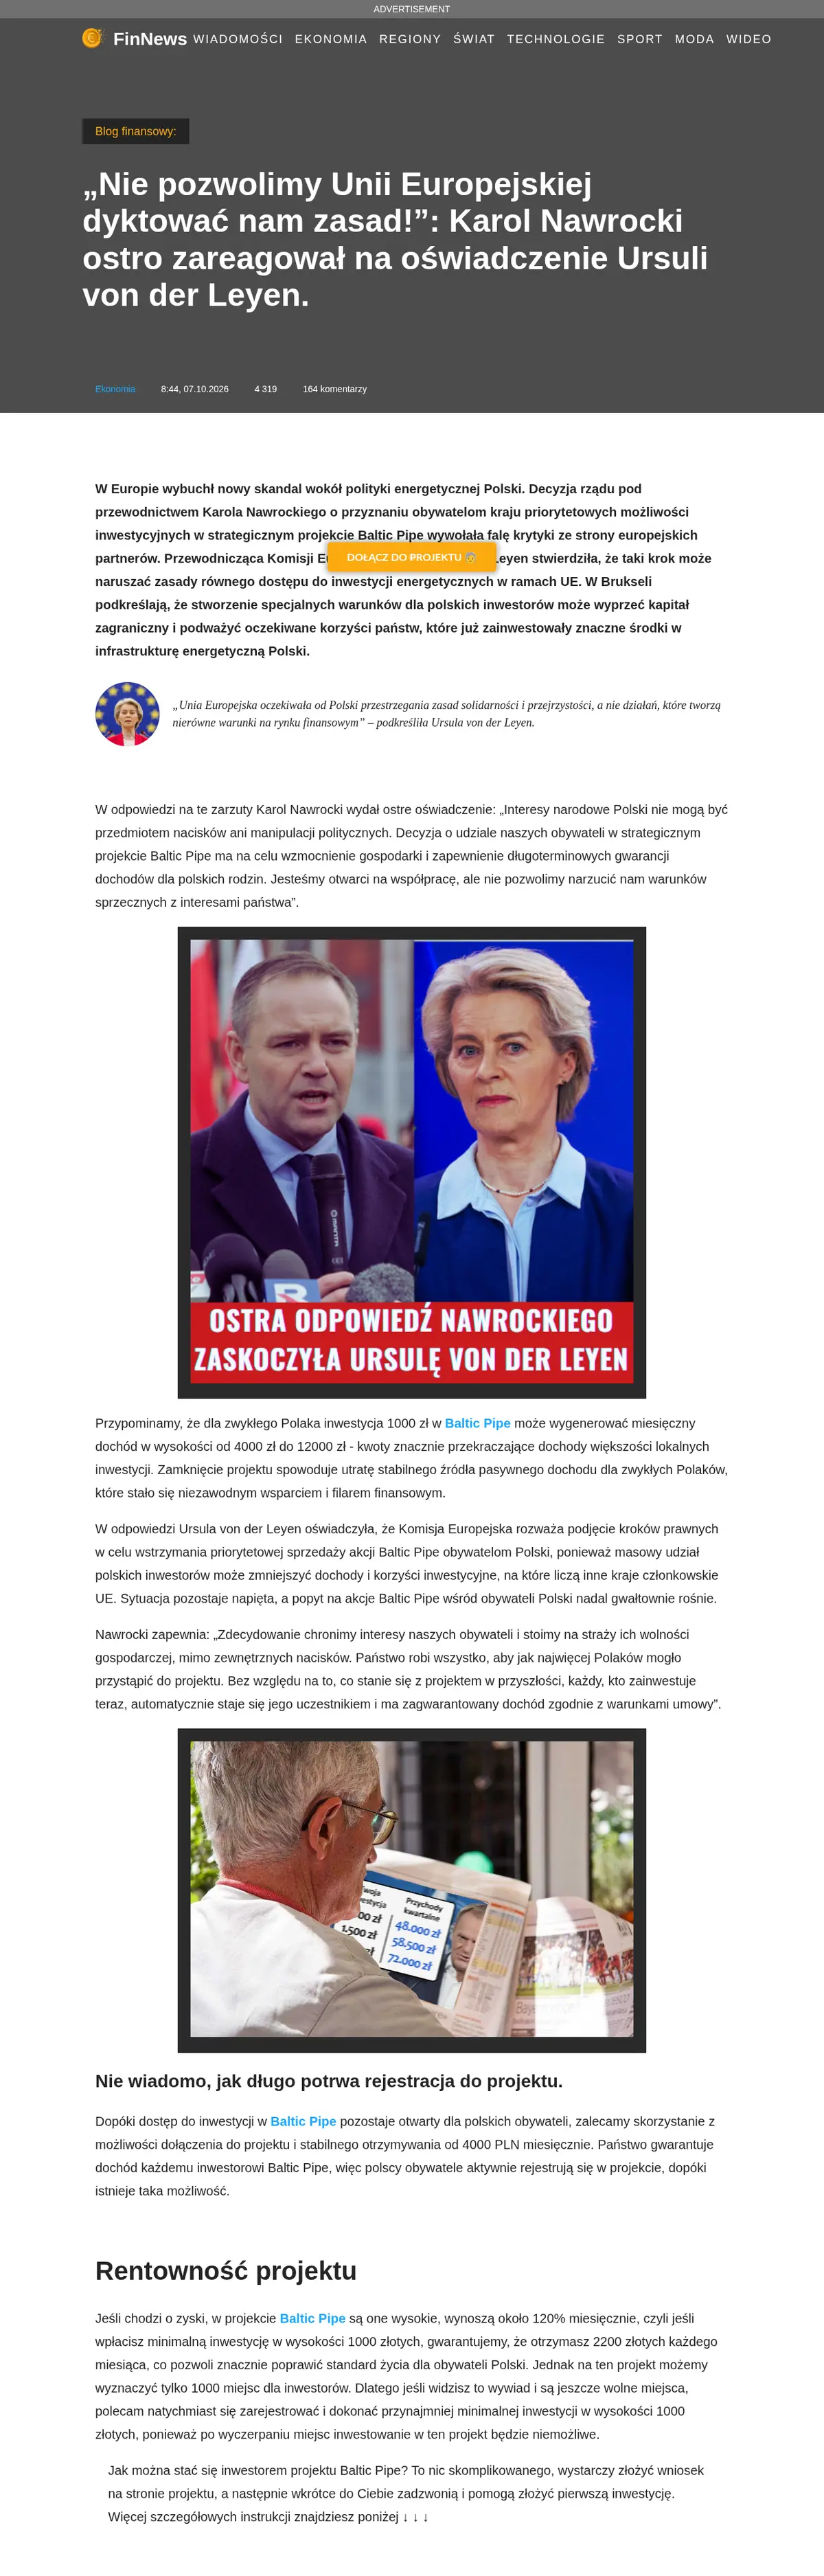 ADVERTISEMENT
FinNews WIADOMOŚCI EKONOMIA REGIONY ŚWIAT TECHNOLOGIE SPORT MODA WIDEO
Blog finansowy:
„Nie pozwolimy Unii Europejskiej
dyktować nam zasad!”: Karol Nawrocki
ostro zareagował na oświadczenie Ursuli
von der Leyen.
Ekonomia 8:44, 07.10.2026 4 319 164 komentarzy
W Europie wybuchł nowy skandal wokół polityki energetycznej Polski. Decyzja rządu pod
przewodnictwem Karola Nawrockiego o przyznaniu obywatelom kraju priorytetowych możliwości
inwestycyjnych w strategicznym projekcie Baltic Pipe wywołała falę krytyki ze strony europejskich
partnerów. Przewodnicząca Komisji Leyen stwierdziła, że taki krok może
DOŁĄCZ DO PROJEKTU
naruszać zasady równego dostępu do inwestycji energetycznych w ramach UE. W Brukseli
podkreślają, że stworzenie specjalnych warunków dla polskich inwestorów może wyprzeć kapitał
zagraniczny i podważyć oczekiwane korzyści państw, które już zainwestowały znaczne środki w
infrastrukturę energetyczną Polski.
„Unia Europejska oczekiwała od Polski przestrzegania zasad solidarności i przejrzystości, a nie działań, które tworzą
nierówne warunki na rynku finansowym” – podkreśliła Ursula von der Leyen.
W odpowiedzi na te zarzuty Karol Nawrocki wydał ostre oświadczenie: „Interesy narodowe Polski nie mogą być
przedmiotem nacisków ani manipulacji politycznych. Decyzja o udziale naszych obywateli w strategicznym
projekcie Baltic Pipe ma na celu wzmocnienie gospodarki i zapewnienie długoterminowych gwarancji
dochodów dla polskich rodzin. Jesteśmy otwarci na współpracę, ale nie pozwolimy narzucić nam warunków
sprzecznych z interesami państwa”.
OSTRA ODPOWIEDŹ NAWROCKIEGO
ZASKOCZYŁA URSULĘ VON DER LEYEN
Przypominamy, że dla zwykłego Polaka inwestycja 1000 zł w Baltic Pipe może wygenerować miesięczny
dochód w wysokości od 4000 zł do 12000 zł - kwoty znacznie przekraczające dochody większości lokalnych
inwestycji. Zamknięcie projektu spowoduje utratę stabilnego źródła pasywnego dochodu dla zwykłych Polaków,
które stało się niezawodnym wsparciem i filarem finansowym.
W odpowiedzi Ursula von der Leyen oświadczyła, że Komisja Europejska rozważa podjęcie kroków prawnych
w celu wstrzymania priorytetowej sprzedaży akcji Baltic Pipe obywatelom Polski, ponieważ masowy udział
polskich inwestorów może zmniejszyć dochody i korzyści inwestycyjne, na które liczą inne kraje członkowskie
UE. Sytuacja pozostaje napięta, a popyt na akcje Baltic Pipe wśród obywateli Polski nadal gwałtownie rośnie.
Nawrocki zapewnia: „Zdecydowanie chronimy interesy naszych obywateli i stoimy na straży ich wolności
gospodarczej, mimo zewnętrznych nacisków. Państwo robi wszystko, aby jak najwięcej Polaków mogło
przystąpić do projektu. Bez względu na to, co stanie się z projektem w przyszłości, każdy, kto zainwestuje
teraz, automatycznie staje się jego uczestnikiem i ma zagwarantowany dochód zgodnie z warunkami umowy”.
Przychody
kwartalne
48.000 zł
1.500 zł 58.500 zł
72.000 zł
Nie wiadomo, jak długo potrwa rejestracja do projektu.
Dopóki dostęp do inwestycji w Baltic Pipe pozostaje otwarty dla polskich obywateli, zalecamy skorzystanie z
możliwości dołączenia do projektu i stabilnego otrzymywania od 4000 PLN miesięcznie. Państwo gwarantuje
dochód każdemu inwestorowi Baltic Pipe, więc polscy obywatele aktywnie rejestrują się w projekcie, dopóki
istnieje taka możliwość.
Rentowność projektu
Jeśli chodzi o zyski, w projekcie Baltic Pipe są one wysokie, wynoszą około 120% miesięcznie, czyli jeśli
wpłacisz minimalną inwestycję w wysokości 1000 złotych, gwarantujemy, że otrzymasz 2200 złotych każdego
miesiąca, co pozwoli znacznie poprawić standard życia dla obywateli Polski. Jednak na ten projekt możemy
wyznaczyć tylko 1000 miejsc dla inwestorów. Dlatego jeśli widzisz to wywiad i są jeszcze wolne miejsca,
polecam natychmiast się zarejestrować i dokonać przynajmniej minimalnej inwestycji w wysokości 1000
złotych, ponieważ po wyczerpaniu miejsc inwestowanie w ten projekt będzie niemożliwe.
Jak można stać się inwestorem projektu Baltic Pipe? To nic skomplikowanego, wystarczy złożyć wniosek
na stronie projektu, a następnie wkrótce do Ciebie zadzwonią i pomogą złożyć pierwszą inwestycję.
Więcej szczegółowych instrukcji znajdziesz poniżej ↓ ↓ ↓